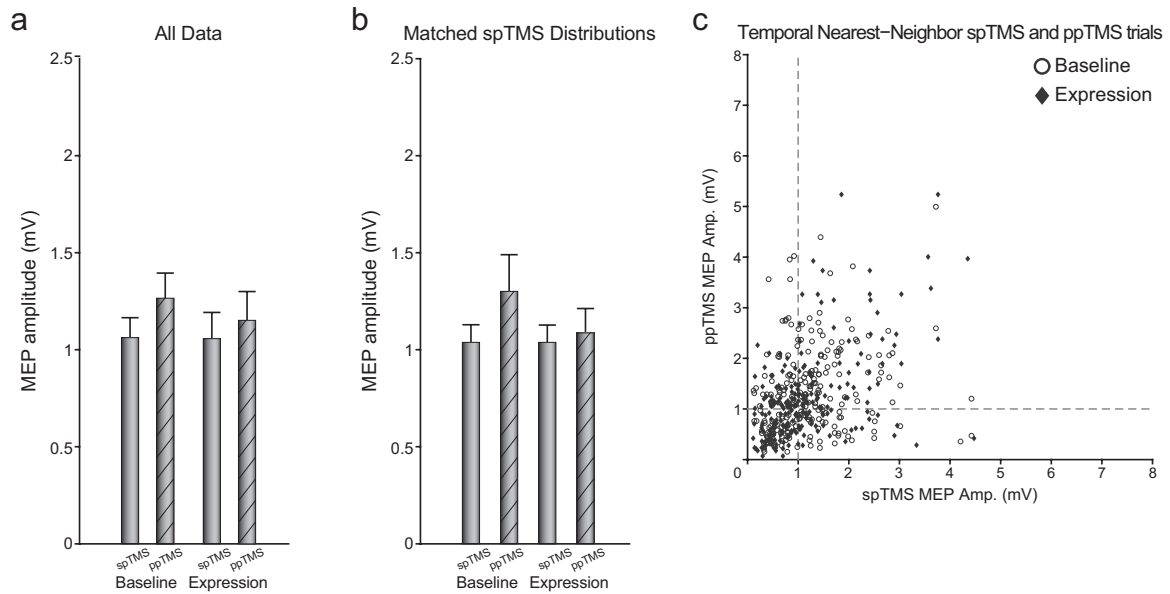 a
All Data
2.5
2
1.5
1
0.5
0
MEP amplitude (mV)
spTMS ppTMS spTMS ppTMS
Baseline Expression
b
Matched spTMS Distributions
2.5
2
1.5
1
0.5
0
MEP amplitude (mV)
spTMS ppTMS spTMS ppTMS
Baseline Expression
c
Temporal Nearest−Neighbor spTMS and ppTMS trials
Baseline
Expression
8
7
6
5
4
3
2
1
ppTMS MEP Amp. (mV)
0 1 2 3 4 5 6 7 8
spTMS MEP Amp. (mV)